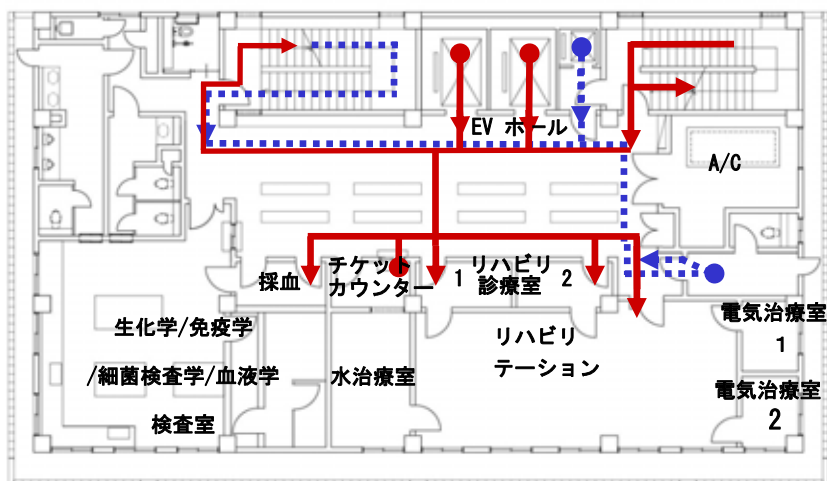 EV ホール
A/C
採血
チケット
カウンター
1
リハビリ
診療室
2
電気治療室
1
生化学/免疫学
/細菌検査学/血液学
検査室
水治療室
リハビリ
テーション
電気治療室
2